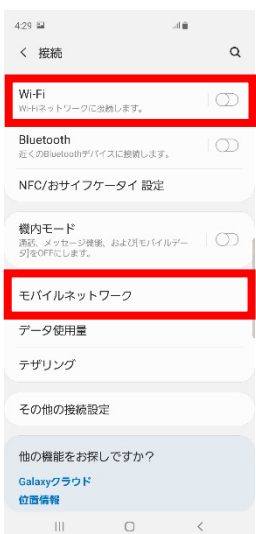 4:29
接続
Wi-Fi
Wi-Fiネットワークに接続します。
Bluetooth
近くのBluetoothデバイスに接続します。
NFC/おサイフケータイ 設定
機内モード
通話、メッセージ機能、および[モバイルデー
タ]をOFFにします。
モバイルネットワーク
データ使用量
テザリング
その他の接続設定
他の機能をお探しですか？
Galaxyクラウド
位置情報